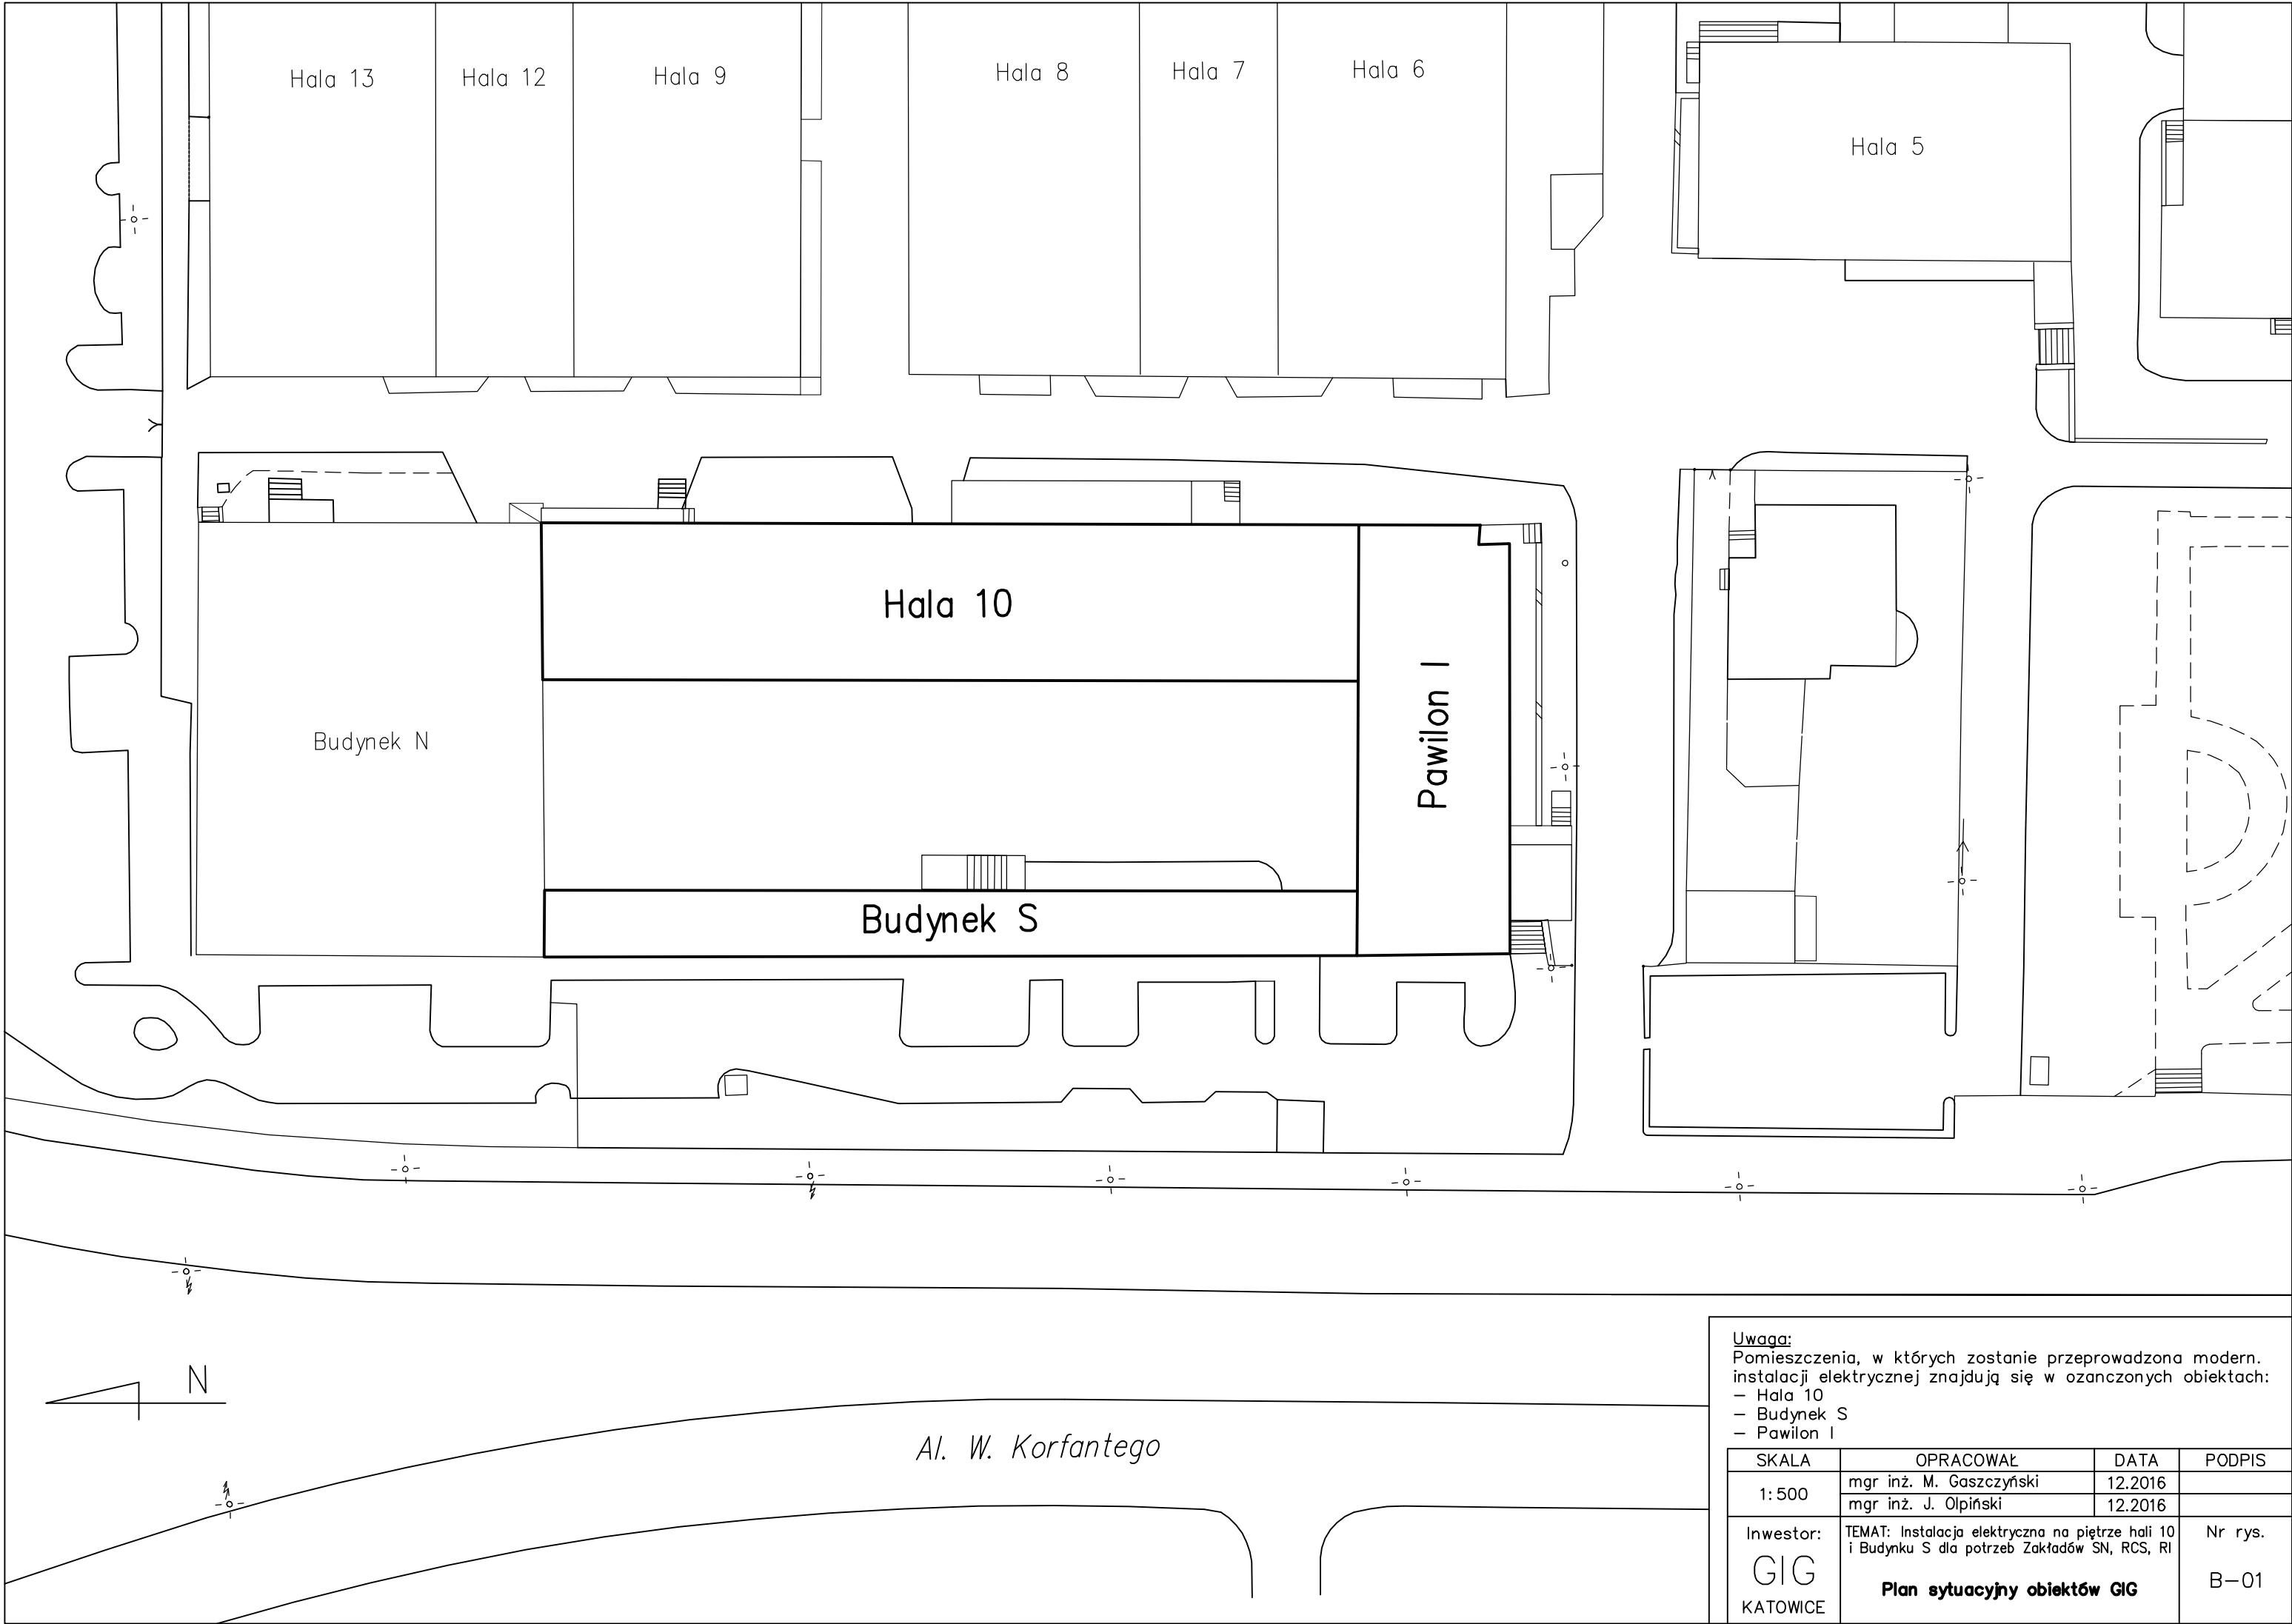 Hala 13
Hala 12
Hala 9
Hala 8
Hala 7
Hala 6
Hala 5
Hala 10
Pawilon I
Budynek N
Budynek S
N
Al. W. Korfantego
Uwaga:
Pomieszczenia, w których zostanie przeprowadzona modern.
instalacji elektrycznej znajdują się w ozanczonych obiektach:
– Hala 10
– Budynek S
– Pawilon I
SKALA OPRACOWAŁ DATA PODPIS
1:500
mgr inż. M. Gaszczyński 12.2016
mgr inż. J. Olpiński 12.2016
Inwestor:
GIG
KATOWICE
TEMAT: Instalacja elektryczna na piętrze hali 10
i Budynku S dla potrzeb Zakładów SN, RCS, RI
Plan sytuacyjny obiektów GIG
Nr rys.
B–01